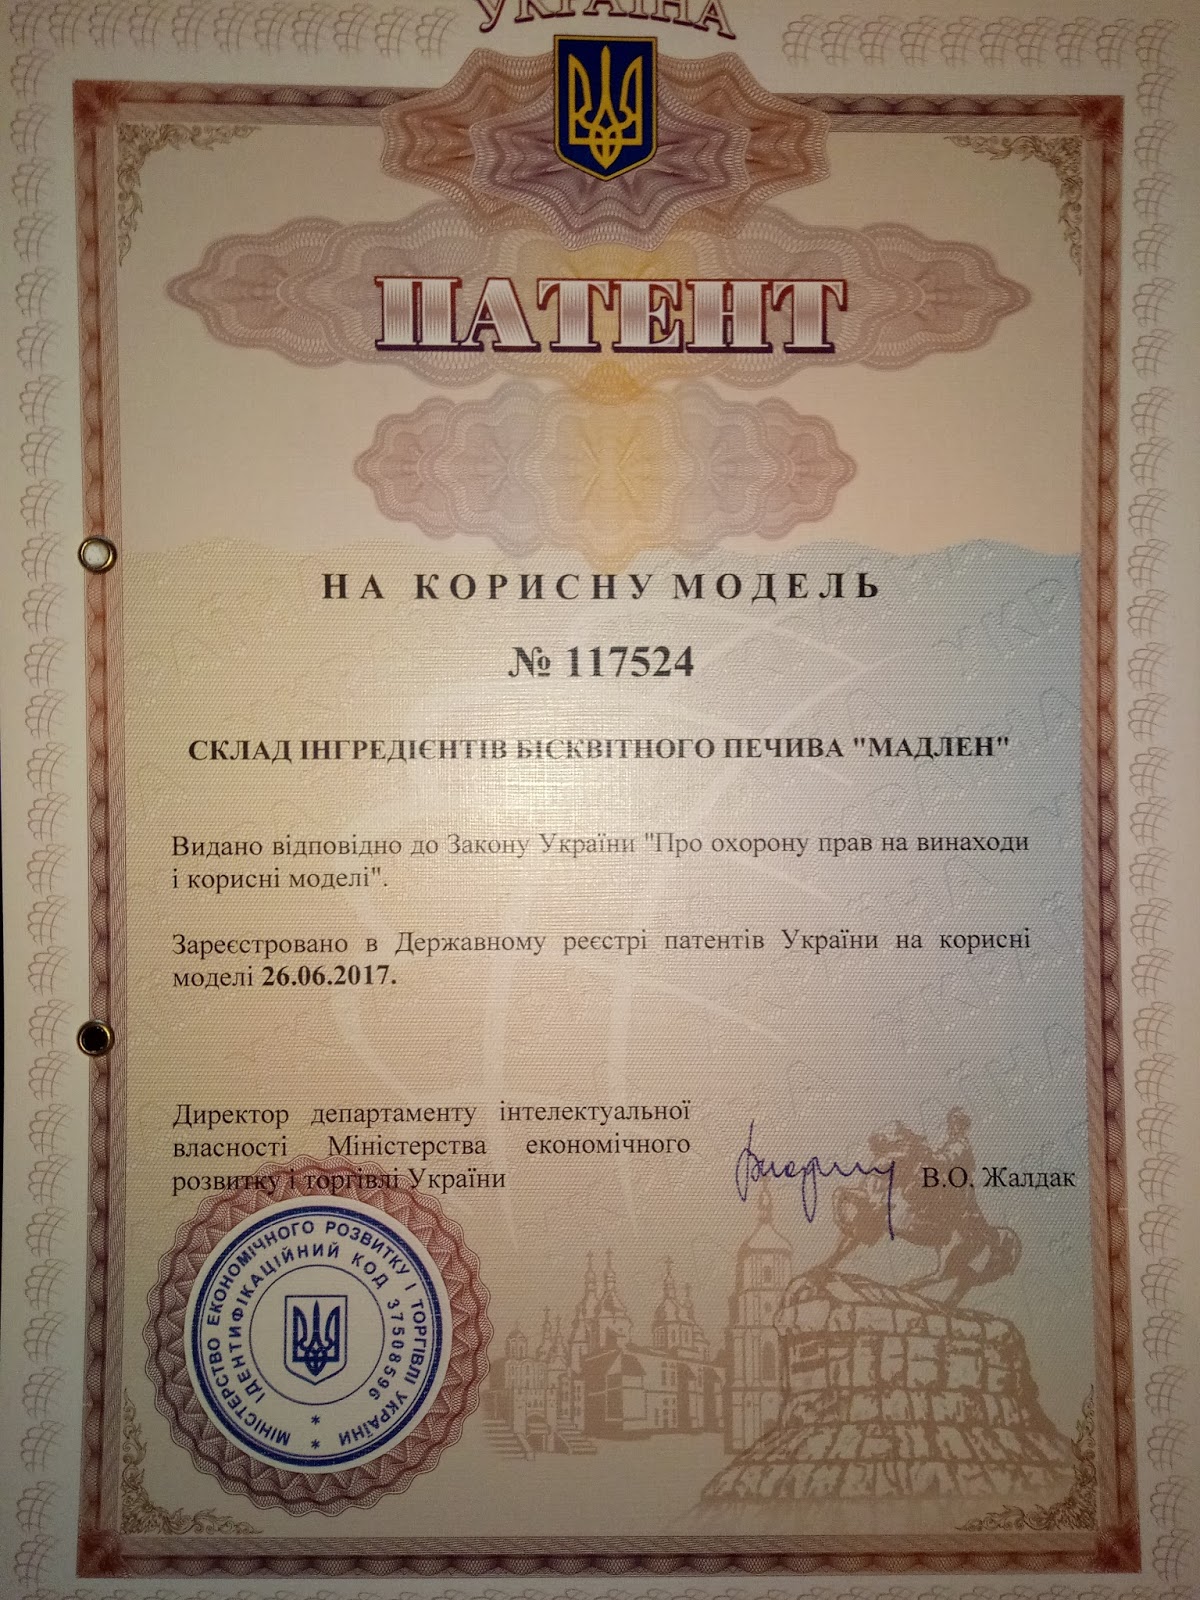 УКРАЇНА
ПАТЕНТ
НА КОРИСНУ МОДЕЛЬ
№ 117524
СКЛАД ІНГРЕДІЄНТІВ БІСКВІТНОГО ПЕЧИВА "МАДЛЕН"
Видано відповідно до Закону України "Про охорону прав на винаходи
і корисні моделі".
Зареєстровано в Державному реєстрі патентів України на корисні
моделі 26.06.2017.
Директор департаменту інтелектуальної
власності Міністерства економічного
розвитку і торгівлі України
В.О. Жалдак
МІНІСТЕРСТВО ЕКОНОМІЧНОГО РОЗВИТКУ І ТОРГІВЛІ УКРАЇНИ *
ІДЕНТИФІКАЦІЙНИЙ КОД 37508596 *